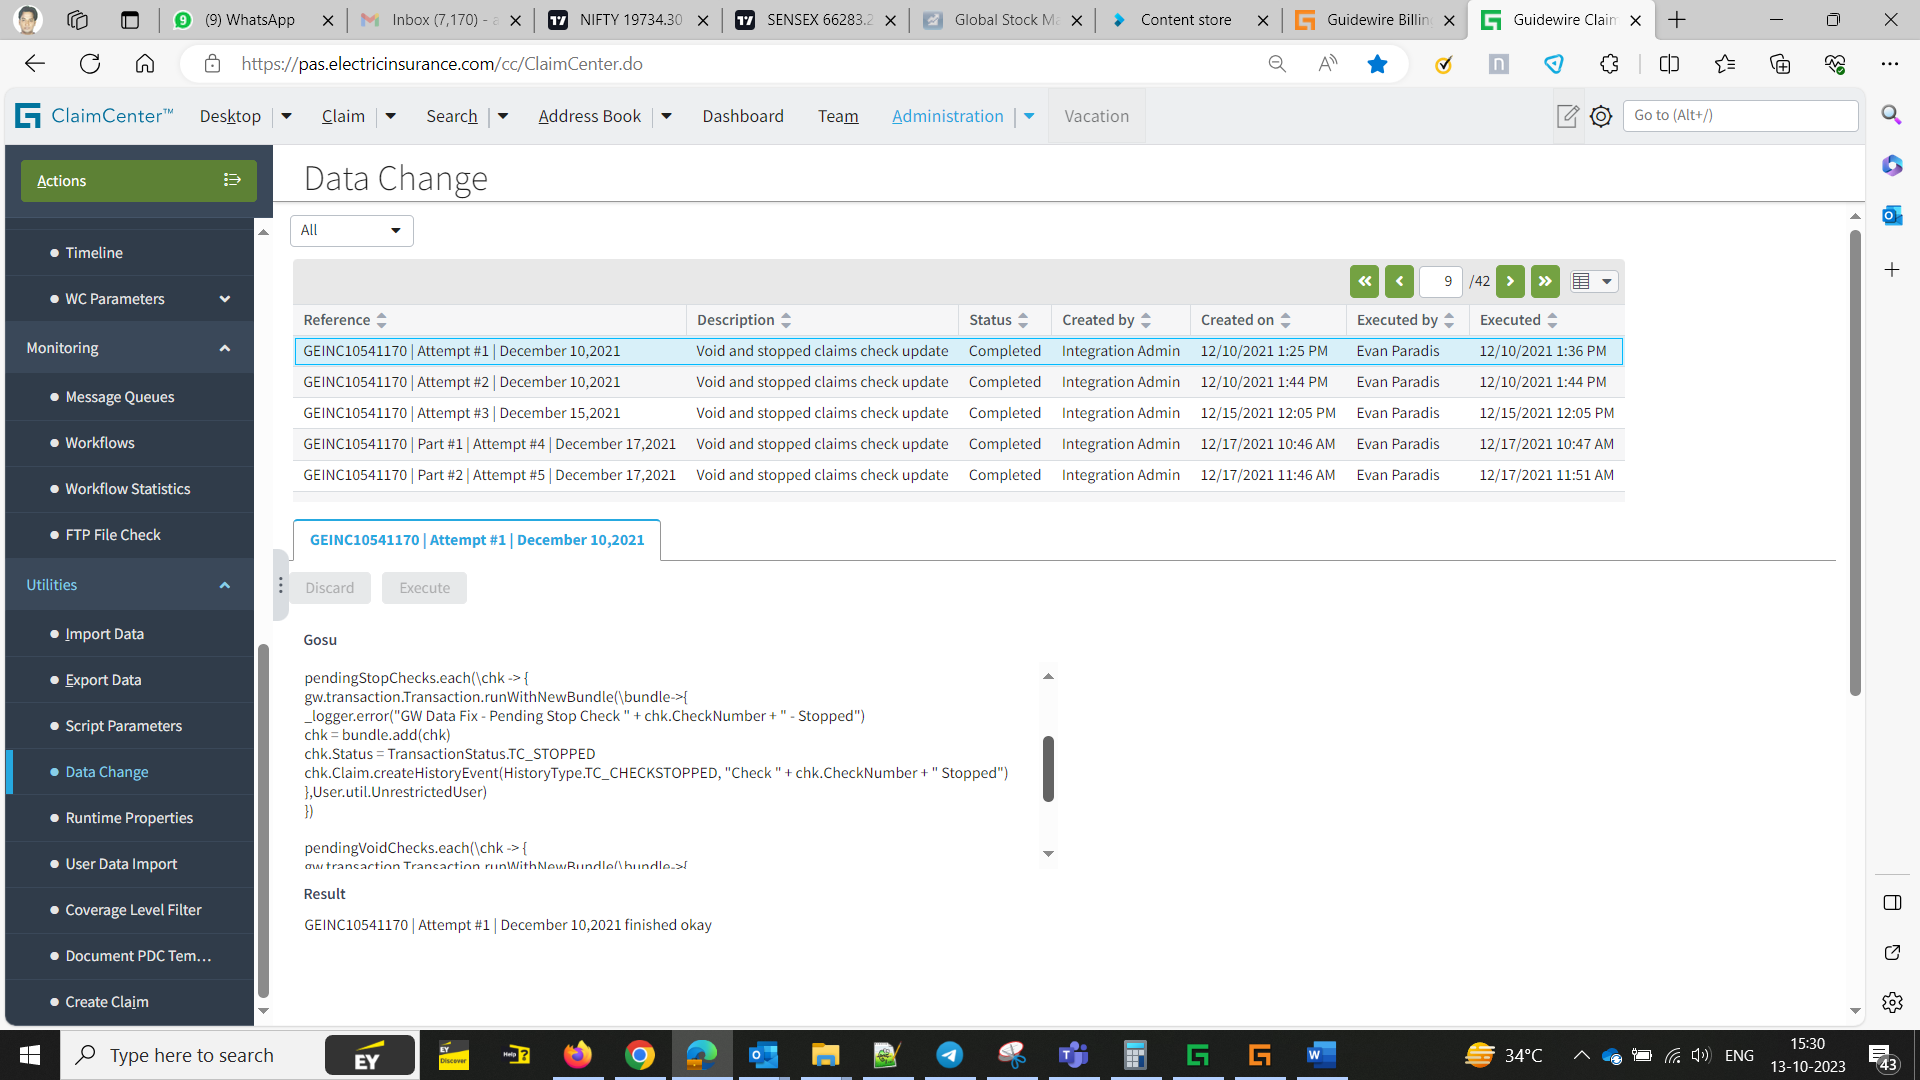 (9) WhatsApp
Inbox (7,170) - a
NIFTY 19734.30
SENSEX 66283.2
Global Stock Ma
Content store
Guidewire Billin
Guidewire Claim
https://pas.electricinsurance.com/cc/ClaimCenter.do
ClaimCenter™
Desktop
Claim
Search
Address Book
Dashboard
Team
Administration
Vacation
Go to (Alt+/)
Actions
Timeline
WC Parameters
Monitoring
Message Queues
Workflows
Workflow Statistics
FTP File Check
Utilities
Import Data
Export Data
Script Parameters
Data Change
Runtime Properties
User Data Import
Coverage Level Filter
Document PDC Tem...
Create Claim
Data Change
All
9 /42
Reference Description Status Created by Created on Executed by Executed
GEINC10541170 | Attempt #1 | December 10,2021 Void and stopped claims check update Completed Integration Admin 12/10/2021 1:25 PM Evan Paradis 12/10/2021 1:36 PM
GEINC10541170 | Attempt #2 | December 10,2021 Void and stopped claims check update Completed Integration Admin 12/10/2021 1:44 PM Evan Paradis 12/10/2021 1:44 PM
GEINC10541170 | Attempt #3 | December 15,2021 Void and stopped claims check update Completed Integration Admin 12/15/2021 12:05 PM Evan Paradis 12/15/2021 12:05 PM
GEINC10541170 | Part #1 | Attempt #4 | December 17,2021 Void and stopped claims check update Completed Integration Admin 12/17/2021 10:46 AM Evan Paradis 12/17/2021 10:47 AM
GEINC10541170 | Part #2 | Attempt #5 | December 17,2021 Void and stopped claims check update Completed Integration Admin 12/17/2021 11:46 AM Evan Paradis 12/17/2021 11:51 AM
GEINC10541170 | Attempt #1 | December 10,2021
Discard
Execute
Gosu
pendingStopChecks.each(\chk -> {
gw.transaction.Transaction.runWithNewBundle(\bundle->{
_logger.error("GW Data Fix - Pending Stop Check " + chk.CheckNumber + " - Stopped")
chk = bundle.add(chk)
chk.Status = TransactionStatus.TC_STOPPED
chk.Claim.createHistoryEvent(HistoryType.TC_CHECKSTOPPED, "Check " + chk.CheckNumber + " Stopped")
},User.util.UnrestrictedUser)
})
pendingVoidChecks.each(\chk -> {
gw.transaction.Transaction.runWithNewBundle(\bundle->{
Result
GEINC10541170 | Attempt #1 | December 10,2021 finished okay
Type here to search
EY
EY
Discover
Help ?
34°C
ENG
15:30
13-10-2023
43